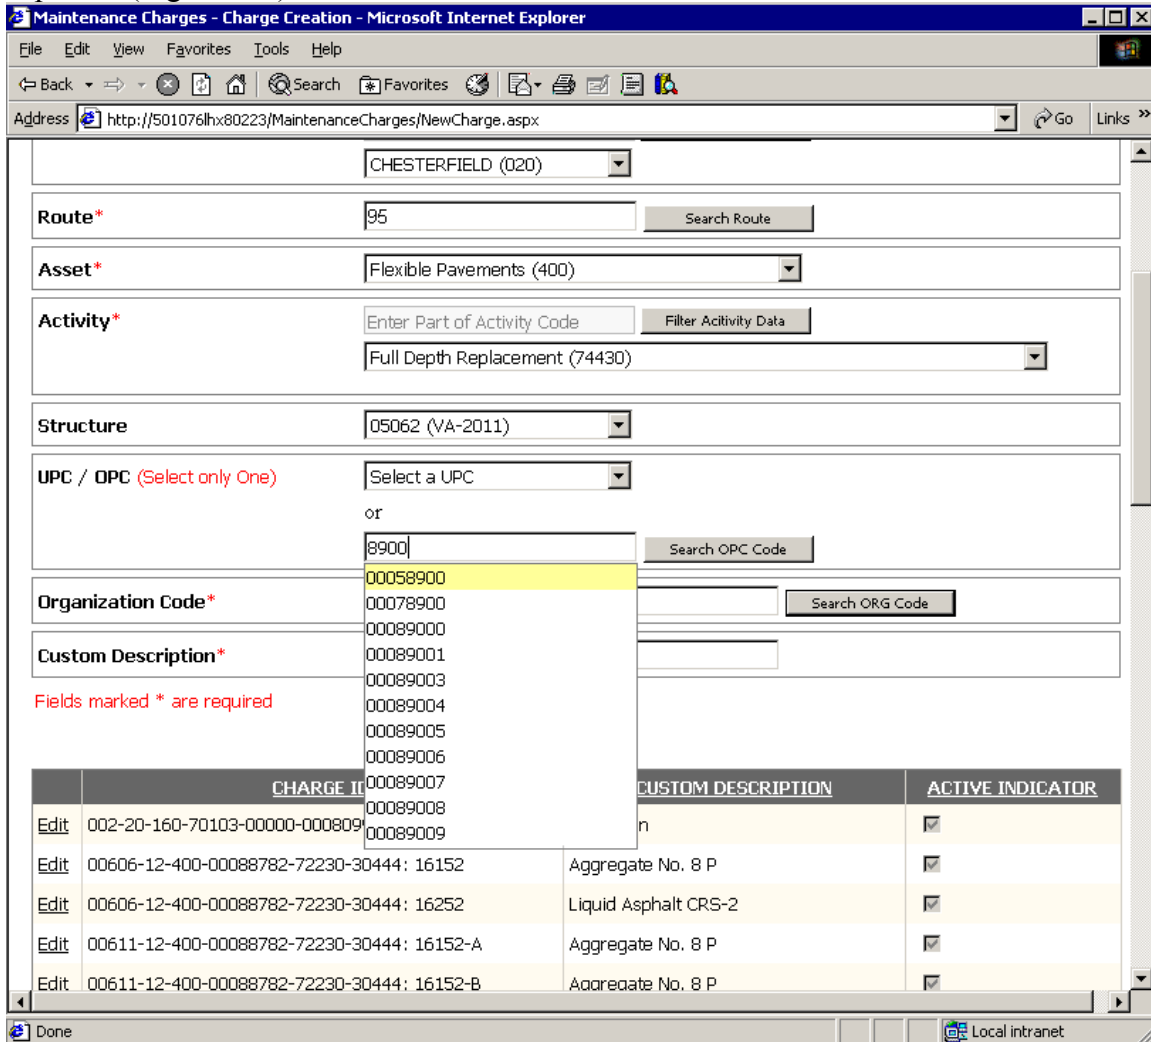 Maintenance Charges - Charge Creation - Microsoft Internet Explorer
File Edit View Favorites Tools Help
Back Search Favorites
Address http://501076lhx80223/MaintenanceCharges/NewCharge.aspx Go Links »
CHESTERFIELD (020)
Route* 95 Search Route
Asset* Flexible Pavements (400)
Activity* Enter Part of Activity Code Filter Acitivity Data
Full Depth Replacement (74430)
Structure 05062 (VA-2011)
UPC / OPC (Select only One) Select a UPC
or
8900 Search OPC Code
00058900
Organization Code* 00078900 Search ORG Code
00089000
Custom Description* 00089001
00089003
Fields marked * are required 00089004
00089005
00089006
CHARGE 00089007 CUSTOM DESCRIPTION ACTIVE INDICATOR
00089008
Edit 002-20-160-70103-00000-000809 00089009 n
Edit 00606-12-400-00088782-72230-30444: 16152 Aggregate No. 8 P
Edit 00606-12-400-00088782-72230-30444: 16252 Liquid Asphalt CRS-2
Edit 00611-12-400-00088782-72230-30444: 16152-A Aggregate No. 8 P
Edit 00611-12-400-00088782-72230-30444: 16152-B Aggregate No. 8 P
Done Local intranet